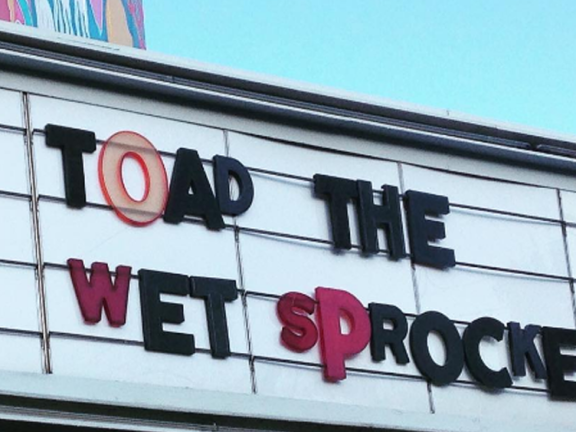 TOAD THE
WET SPROCKE